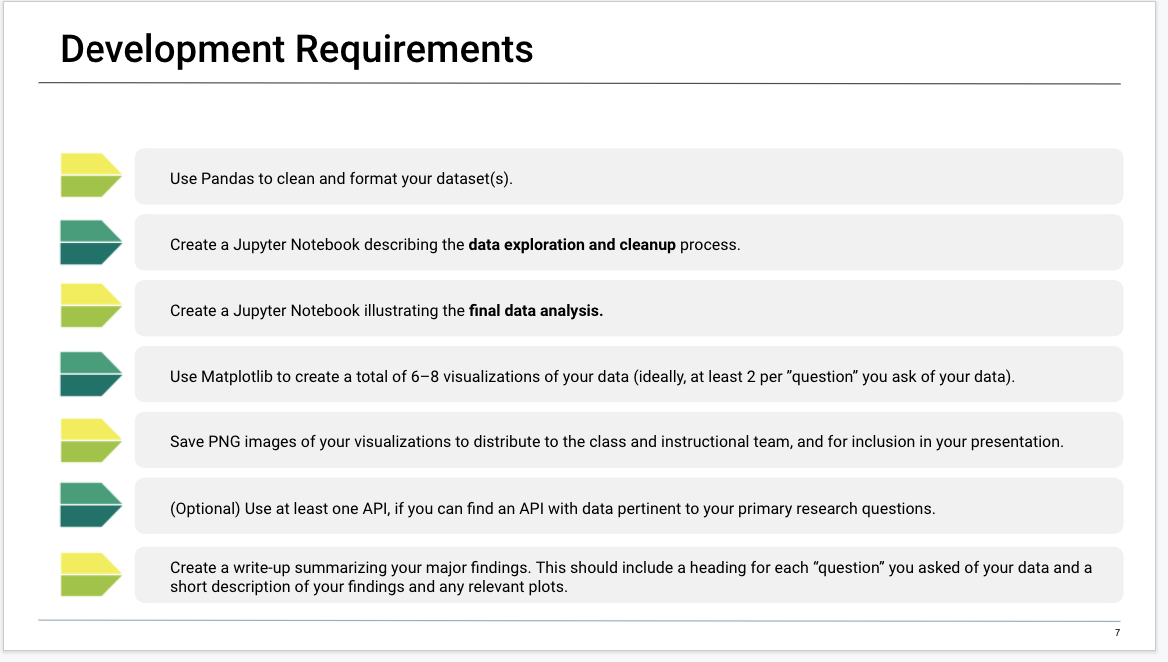 Development Requirements
Use Pandas to clean and format your dataset(s).
Create a Jupyter Notebook describing the data exploration and cleanup process.
Create a Jupyter Notebook illustrating the final data analysis.
Use Matplotlib to create a total of 6–8 visualizations of your data (ideally, at least 2 per ”question” you ask of your data).
Save PNG images of your visualizations to distribute to the class and instructional team, and for inclusion in your presentation.
(Optional) Use at least one API, if you can find an API with data pertinent to your primary research questions.
Create a write-up summarizing your major findings. This should include a heading for each “question” you asked of your data and a
short description of your findings and any relevant plots.
7